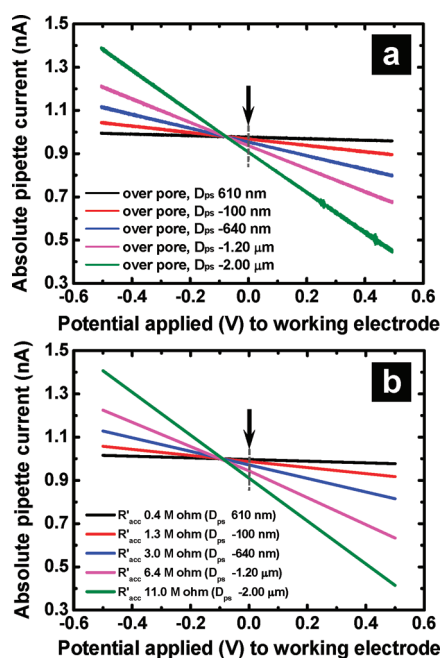 a
Absolute pipette current (nA)
1.5
1.3
1.1
0.9
0.7
0.5
0.3
over pore, Dps 610 nm
over pore, Dps -100 nm
over pore, Dps -640 nm
over pore, Dps -1.20 μm
over pore, Dps -2.00 μm
-0.6 -0.4 -0.2 0.0 0.2 0.4 0.6
Potential applied (V) to working electrode
b
Absolute pipette current (nA)
1.5
1.3
1.1
0.9
0.7
0.5
0.3
R'acc 0.4 M ohm (Dps 610 nm)
R'acc 1.3 M ohm (Dps -100 nm)
R'acc 3.0 M ohm (Dps -640 nm)
R'acc 6.4 M ohm (Dps -1.20 μm)
R'acc 11.0 M ohm (Dps -2.00 μm)
-0.6 -0.4 -0.2 0.0 0.2 0.4 0.6
Potential applied (V) to working electrode